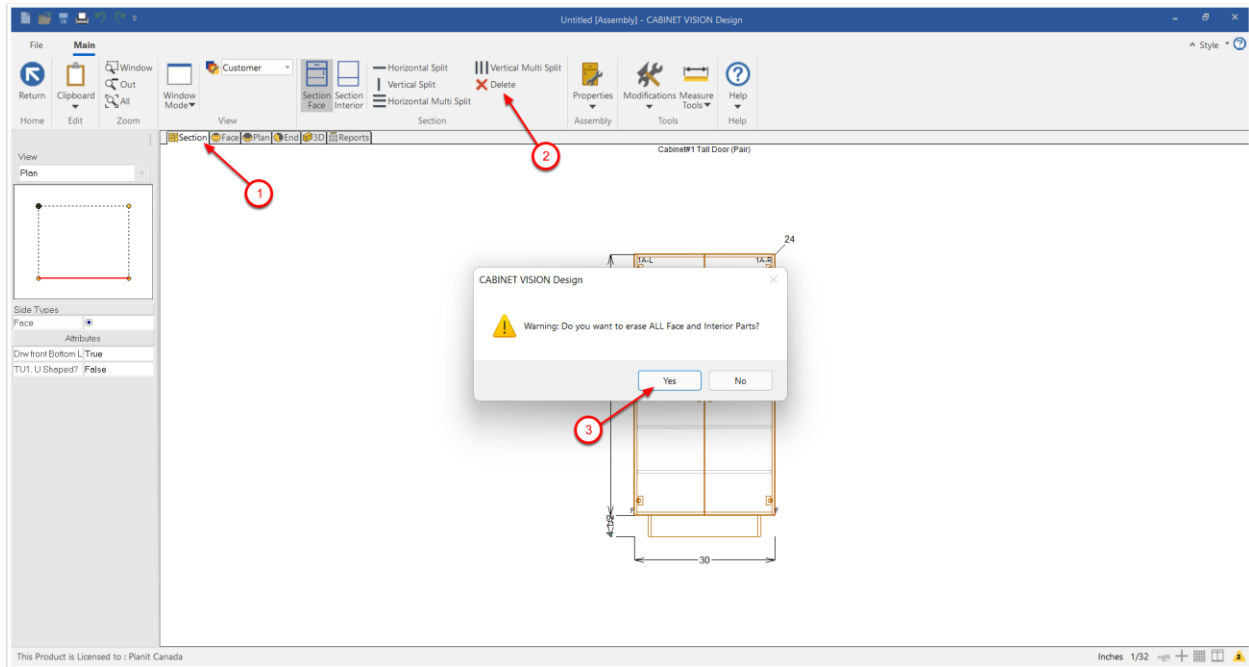 Untitled [Assembly] - CABINET VISION Design
File Main Style
Return Clipboard Window Out All Window Mode Customer Section Face Section Interior Horizontal Split Vertical Split Horizontal Multi Split Vertical Multi Split Delete Properties Modifications Measure Tools Help
Home Edit Zoom View Section Assembly Tools Help
Section Face Plan End 3D Reports
Cabinet#1 Tall Door (Pair)
View
Plan
1
2
24
1A-L 1A-R
CABINET VISION Design
Warning: Do you want to erase ALL Face and Interior Parts?
Yes No
3
Side Types
Face
Attributes
Drw front Bottom L True
TU1. U Shaped? False
F F
4 1/2
30
This Product is Licensed to : Planit Canada
Inches 1/32